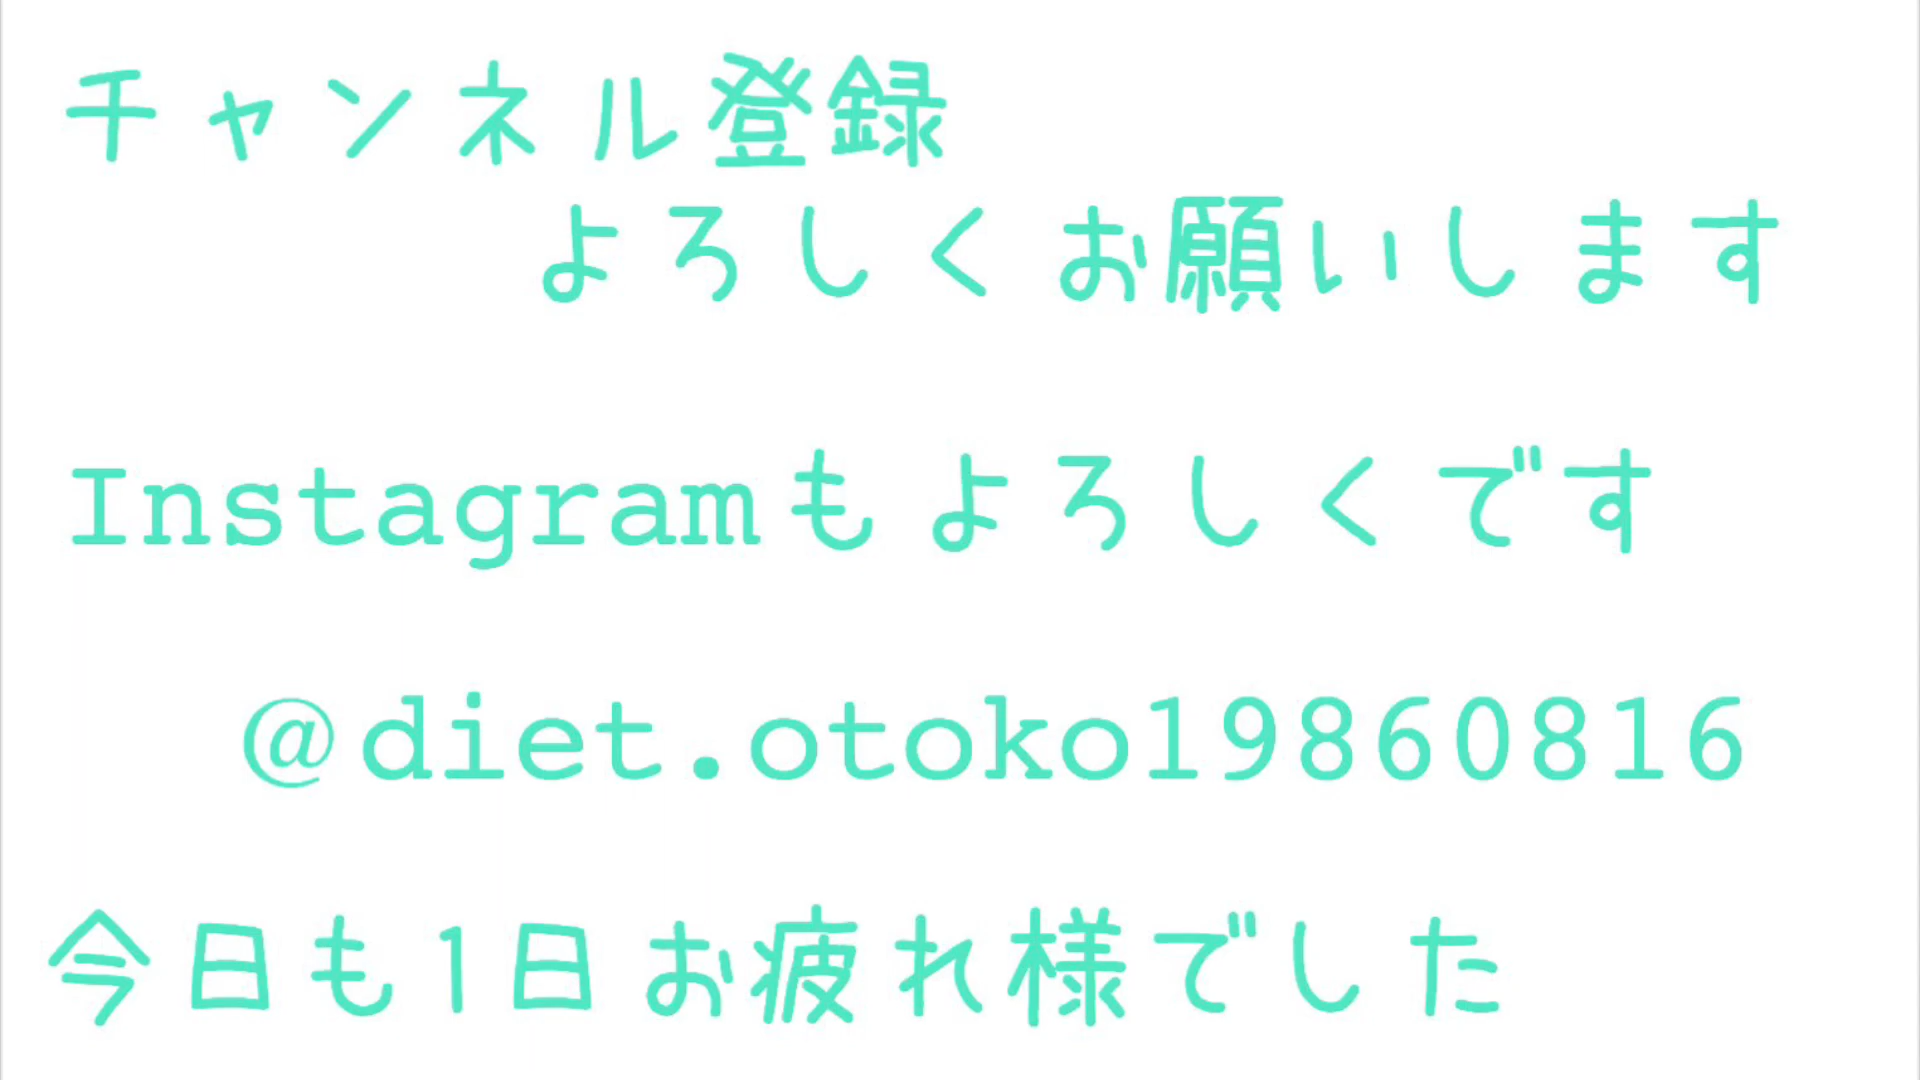 チャンネル登録
よろしくお願いします
Instagramもよろしくです
@diet.otoko19860816
今日も1日お疲れ様でした